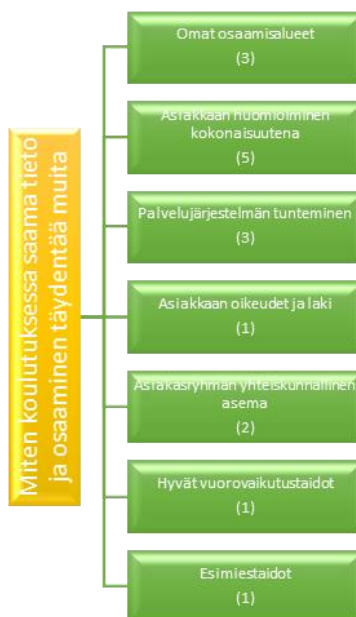 Miten koulutuksessa saama tieto
ja osaaminen täydentää muita
Omat osaamisalueet
(3)
Asiakkaan huomioiminen
kokonaisuutena
(5)
Palvelujärjestelmän tunteminen
(3)
Asiakkaan oikeudet ja laki
(1)
Asiakasryhmän yhteiskunnallinen
asema
(2)
Hyvät vuorovaikutustaidot
(1)
Esimiestaidot
(1)